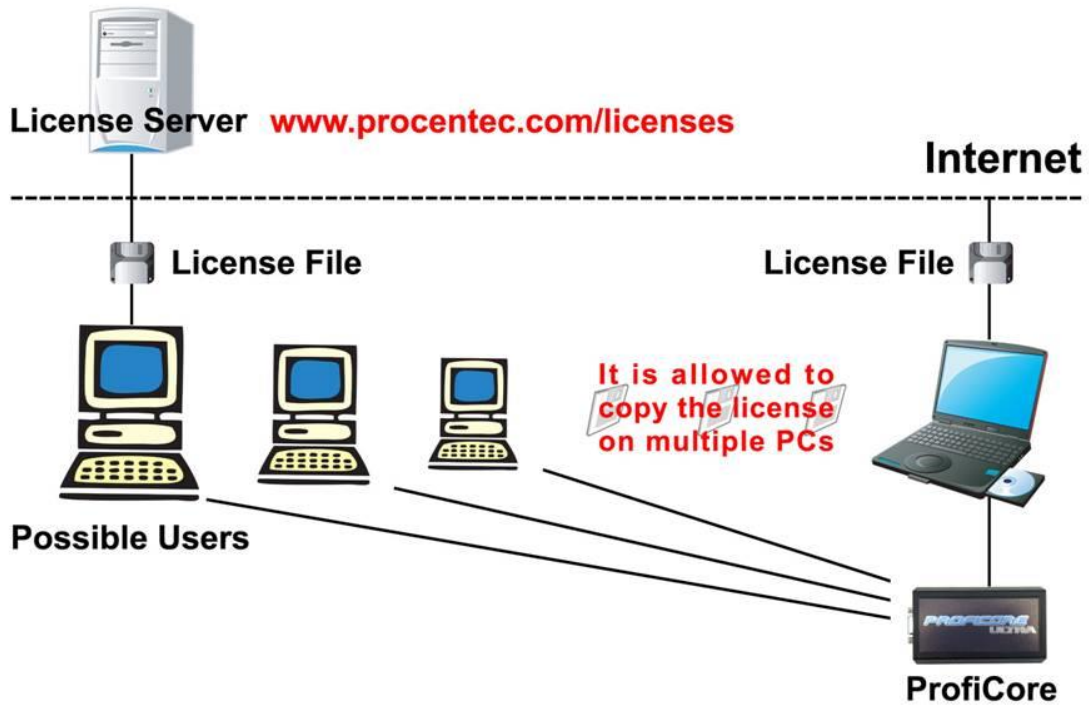 License Server www.procentec.com/licenses
Internet
License File
License File
It is allowed to
copy the license
on multiple PCs
Possible Users
PROFICORE
ULTRA
ProfiCore